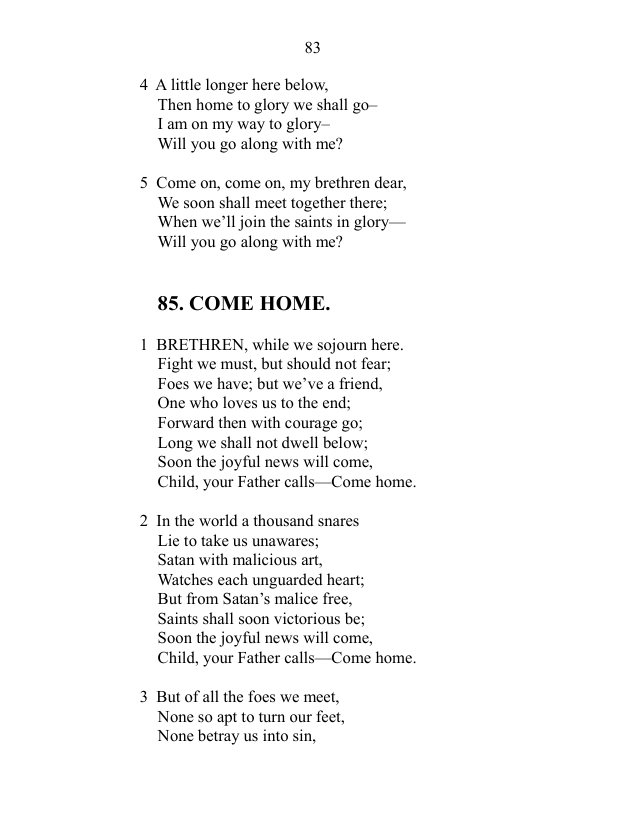 83
4 A little longer here below,
Then home to glory we shall go–
I am on my way to glory–
Will you go along with me?
5 Come on, come on, my brethren dear,
We soon shall meet together there;
When we’ll join the saints in glory—
Will you go along with me?
85. COME HOME.
1 BRETHREN, while we sojourn here.
Fight we must, but should not fear;
Foes we have; but we’ve a friend,
One who loves us to the end;
Forward then with courage go;
Long we shall not dwell below;
Soon the joyful news will come,
Child, your Father calls—Come home.
2 In the world a thousand snares
Lie to take us unawares;
Satan with malicious art,
Watches each unguarded heart;
But from Satan’s malice free,
Saints shall soon victorious be;
Soon the joyful news will come,
Child, your Father calls—Come home.
3 But of all the foes we meet,
None so apt to turn our feet,
None betray us into sin,